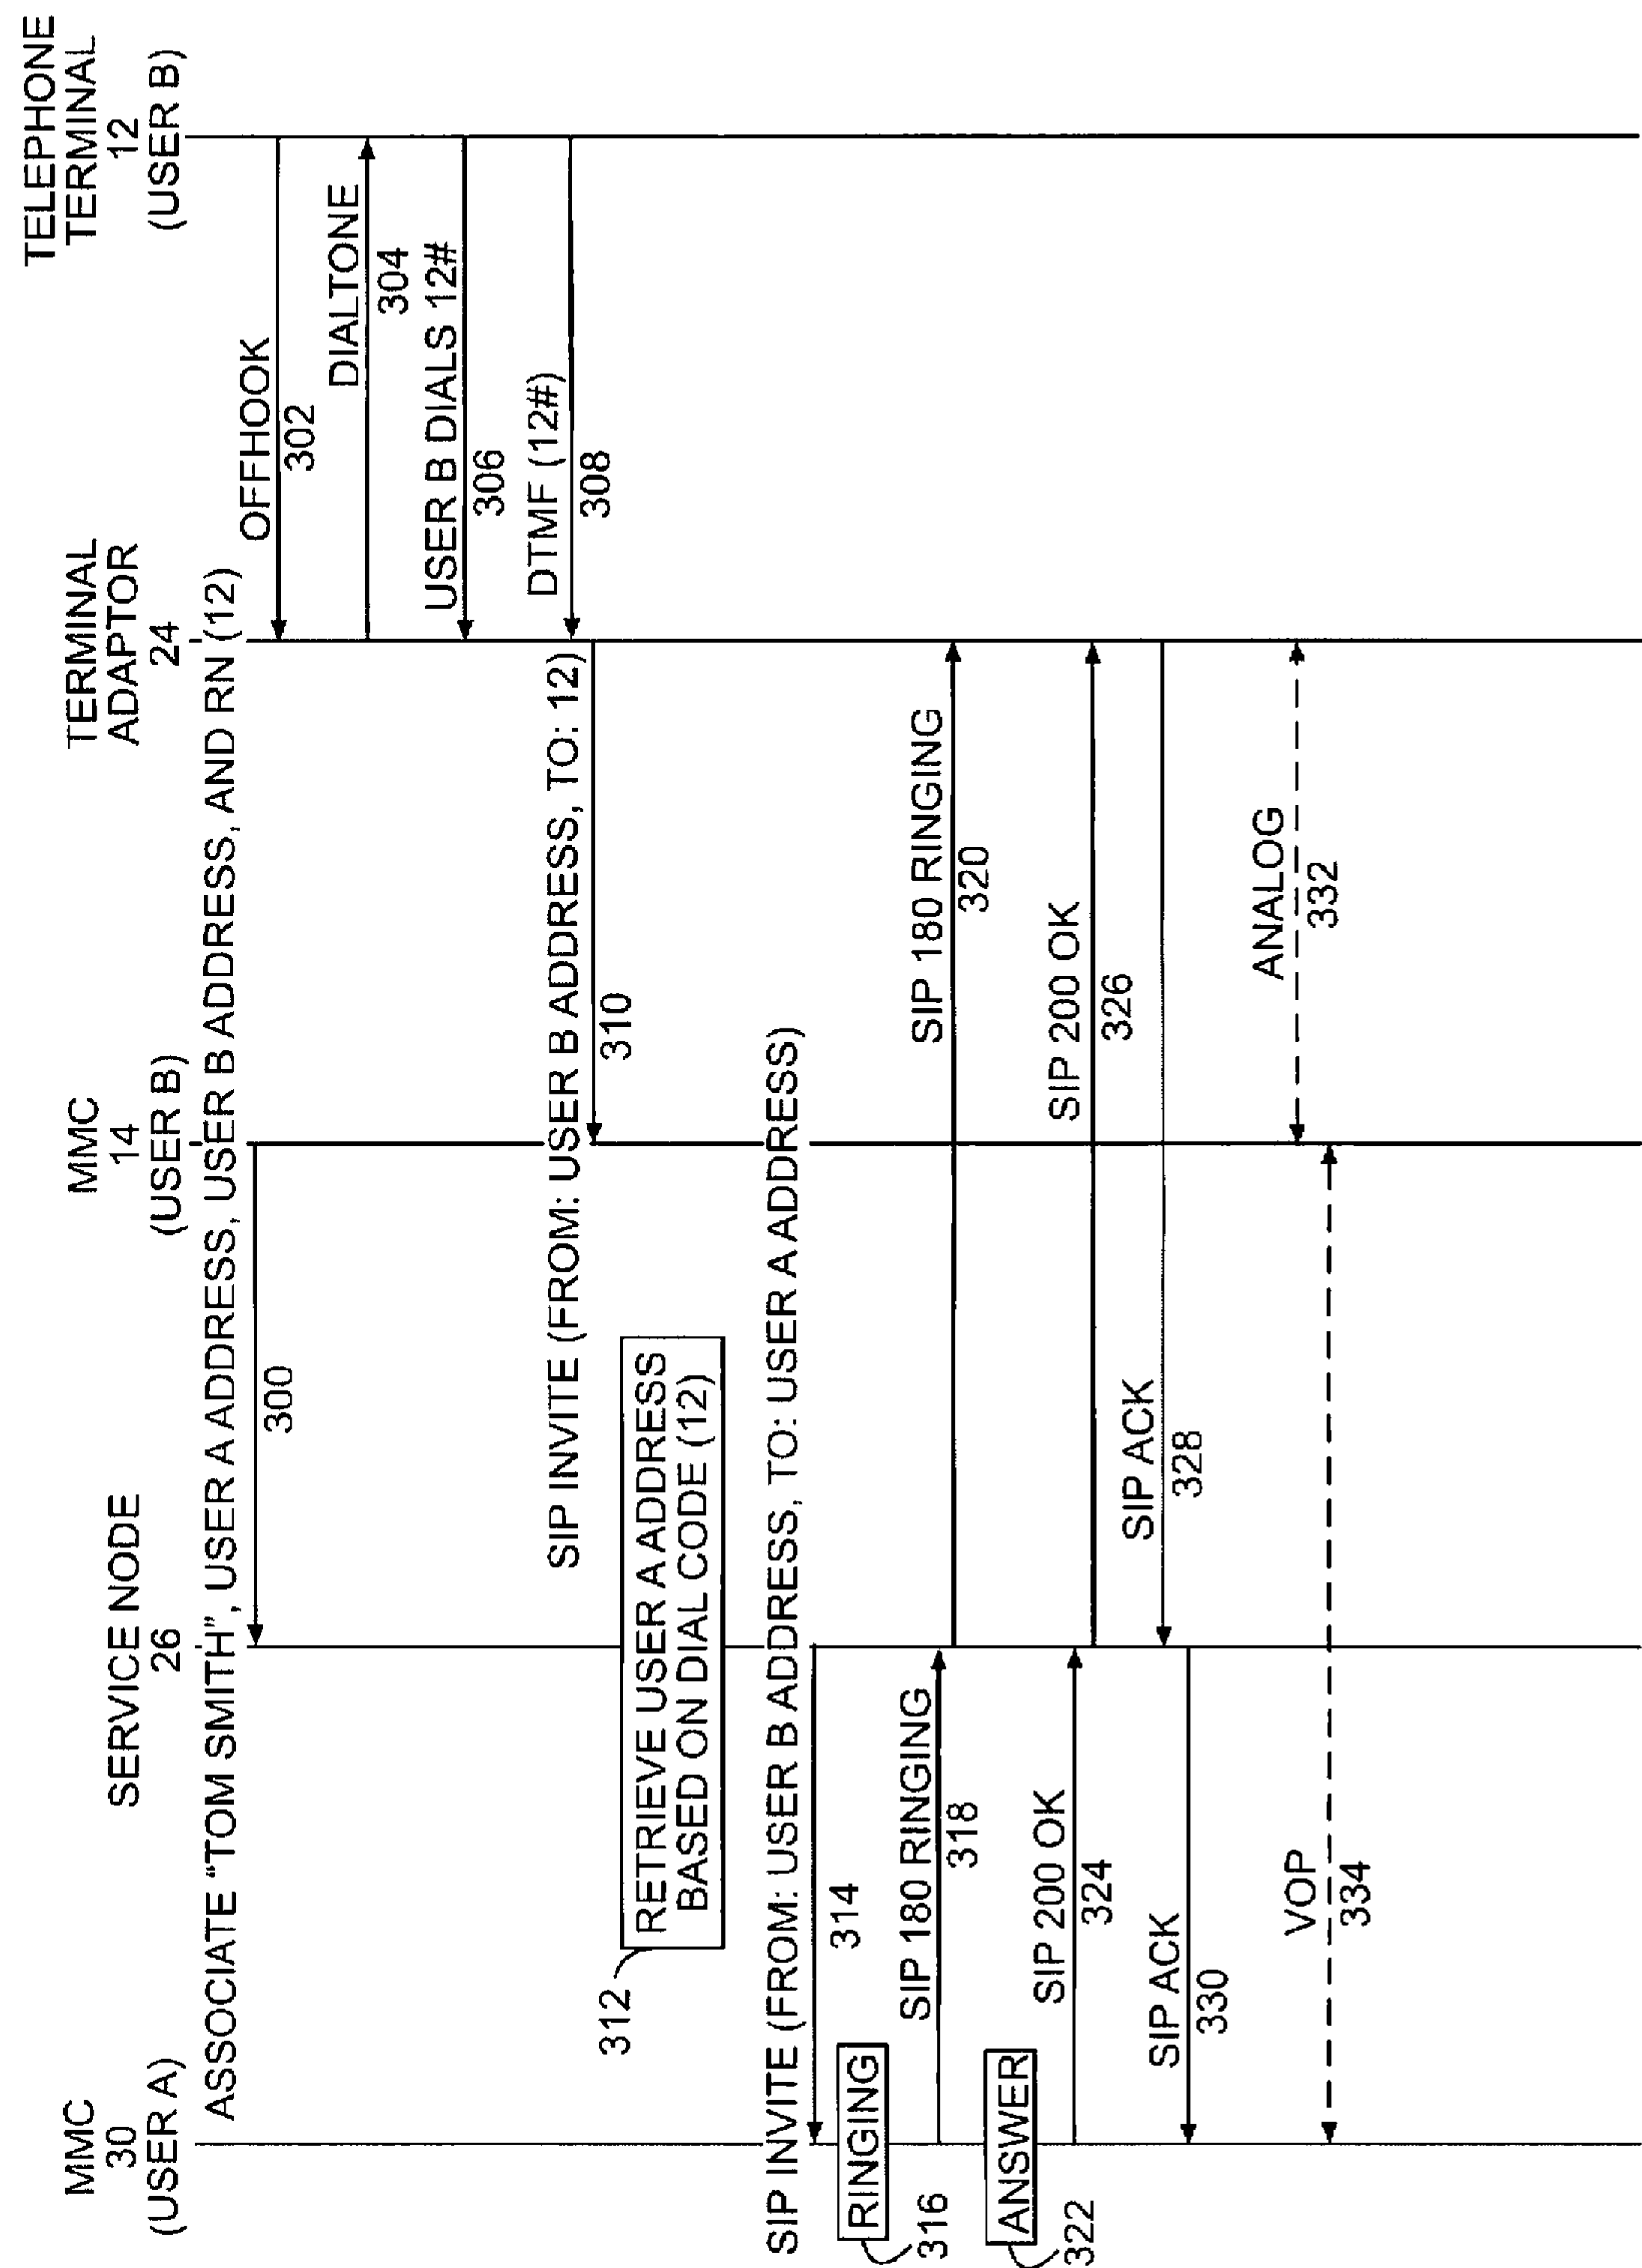 MMC
30
(USER A)
SERVICE NODE
26
MMC
14
(USER B)
TERMINAL
ADAPTOR
24
TELEPHONE
TERMINAL
12
(USER B)
ASSOCIATE "TOM SMITH", USER A ADDRESS, USER B ADDRESS, AND RN (12)
300
OFFHOOK
302
DIALTONE
304
USER B DIALS 12#
306
DTMF (12#)
308
SIP INVITE (FROM: USER B ADDRESS, TO: 12)
310
312
RETRIEVE USER A ADDRESS
BASED ON DIAL CODE (12)
SIP INVITE (FROM: USER B ADDRESS, TO: USER A ADDRESS)
314
RINGING
316
SIP 180 RINGING
318
SIP 180 RINGING
320
ANSWER
322
SIP 200 OK
324
SIP 200 OK
326
SIP ACK
328
SIP ACK
330
ANALOG
332
VOP
334